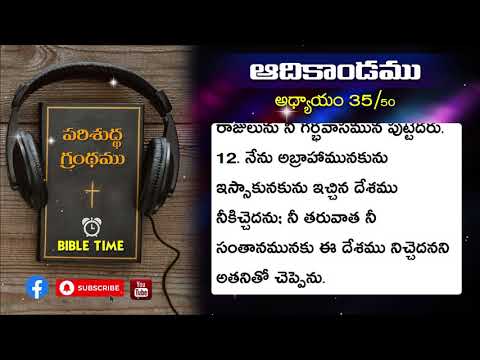 ఆదికాండము
అధ్యాయం 35/50
పరిశుద్ధ
గ్రంథము
BIBLE TIME
SUBSCRIBE
You
Tube
రాజులును నీ గర్భవాసమున పుట్టెదరు.
12. నేను అబ్రాహామునకును
ఇస్సాకునకును ఇచ్చిన దేశము
నీకిచ్చెదను; నీ తరువాత నీ
సంతానమునకు ఈ దేశము నిచ్చెదనని
అతనితో చెప్పెను.